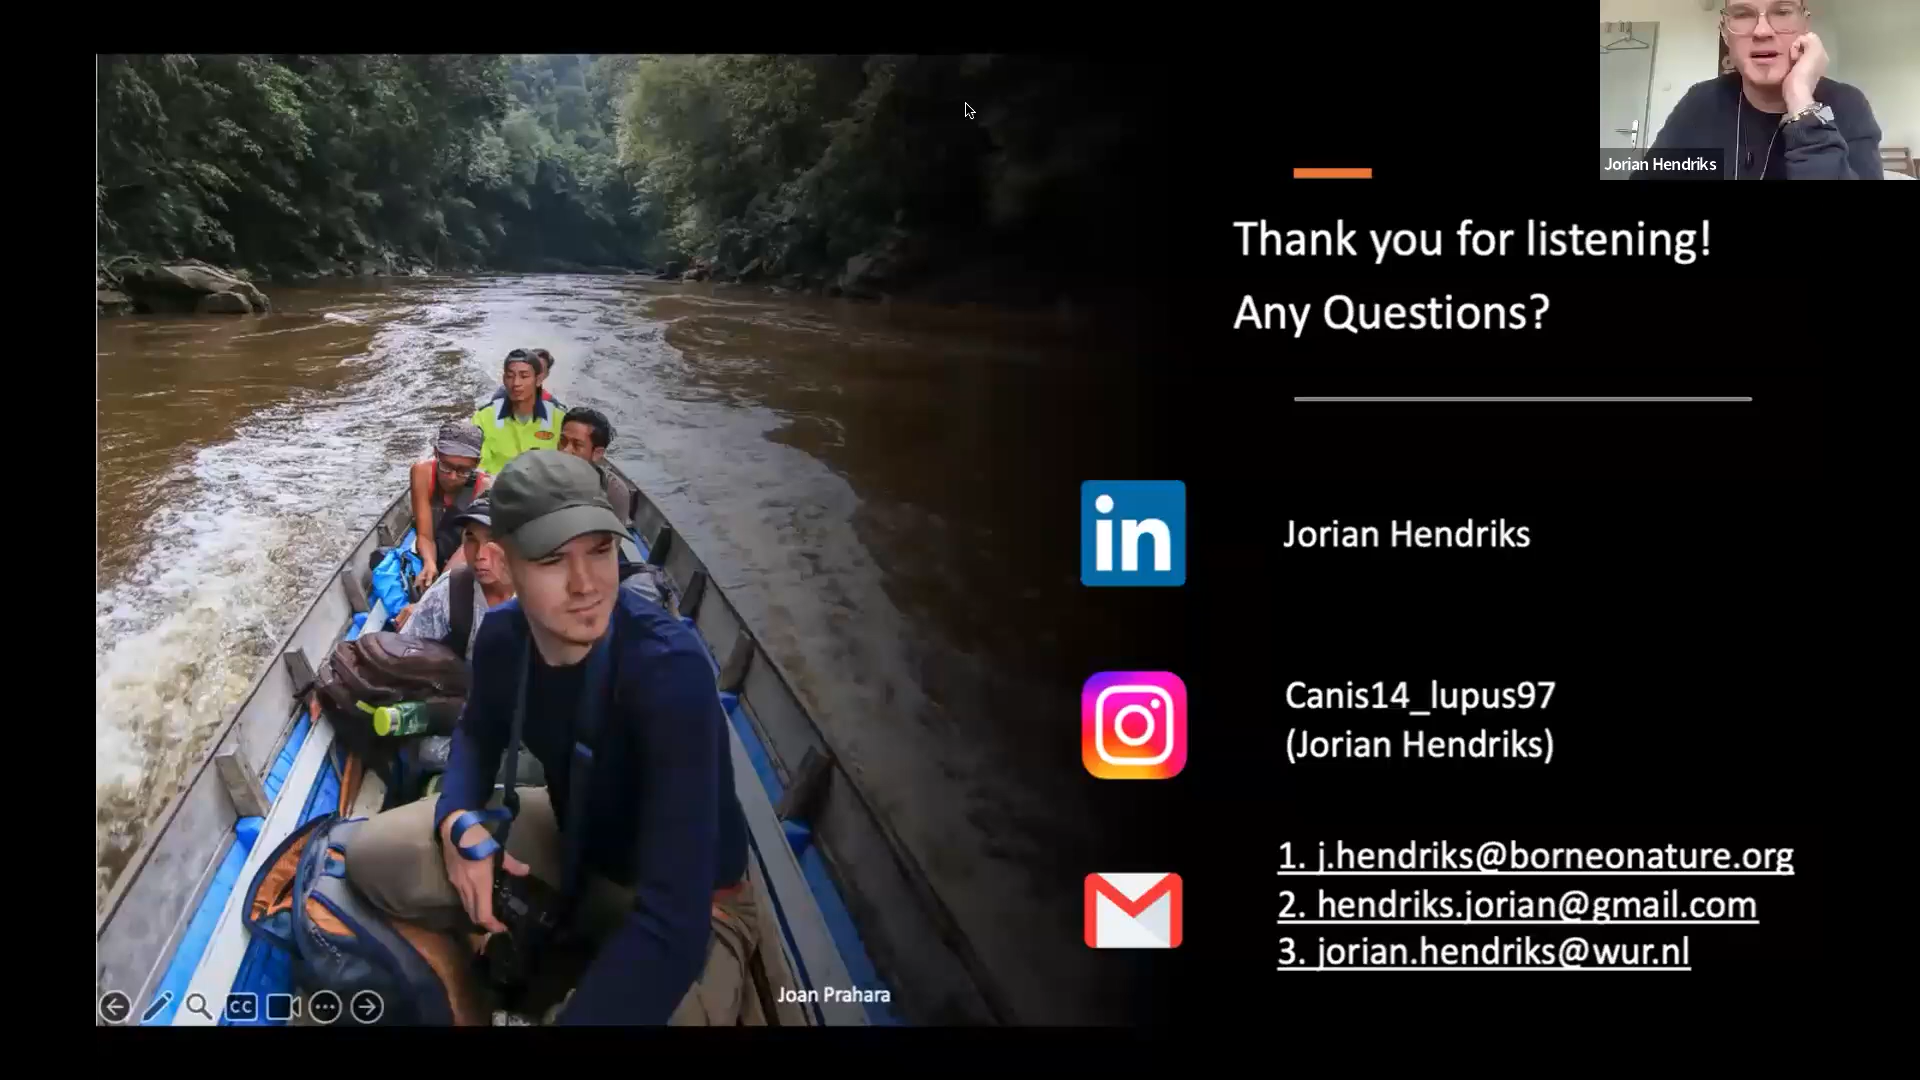 Jorian Hendriks
Thank you for listening!
Any Questions?
in
Jorian Hendriks
Canis14_lupus97
(Jorian Hendriks)
1. j.hendriks@borneonature.org
2. hendriks.jorian@gmail.com
3. jorian.hendriks@wur.nl
Joan Prahara
CC